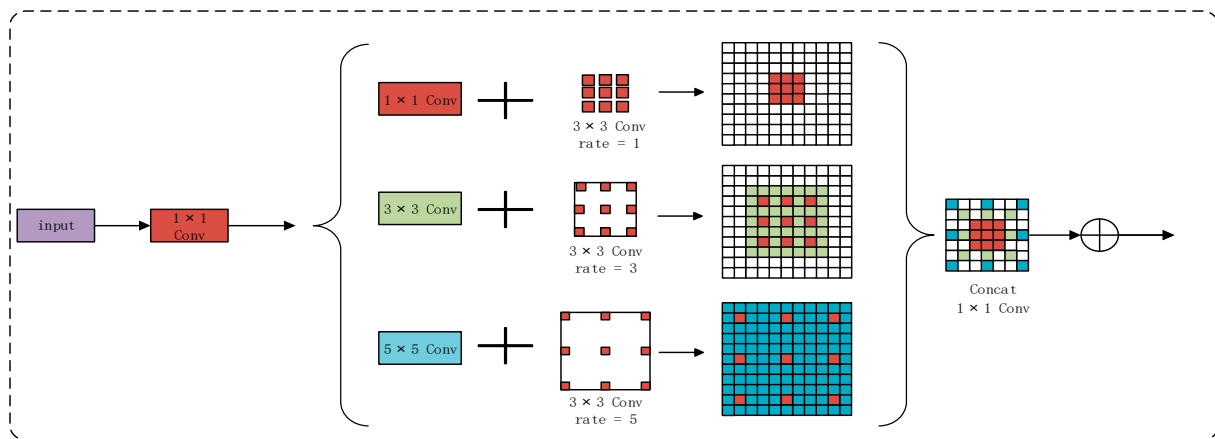 input
1 × 1
Conv
1 × 1 Conv
3 × 3 Conv
rate = 1
3 × 3 Conv
3 × 3 Conv
rate = 3
5 × 5 Conv
3 × 3 Conv
rate = 5
Concat
1 × 1 Conv